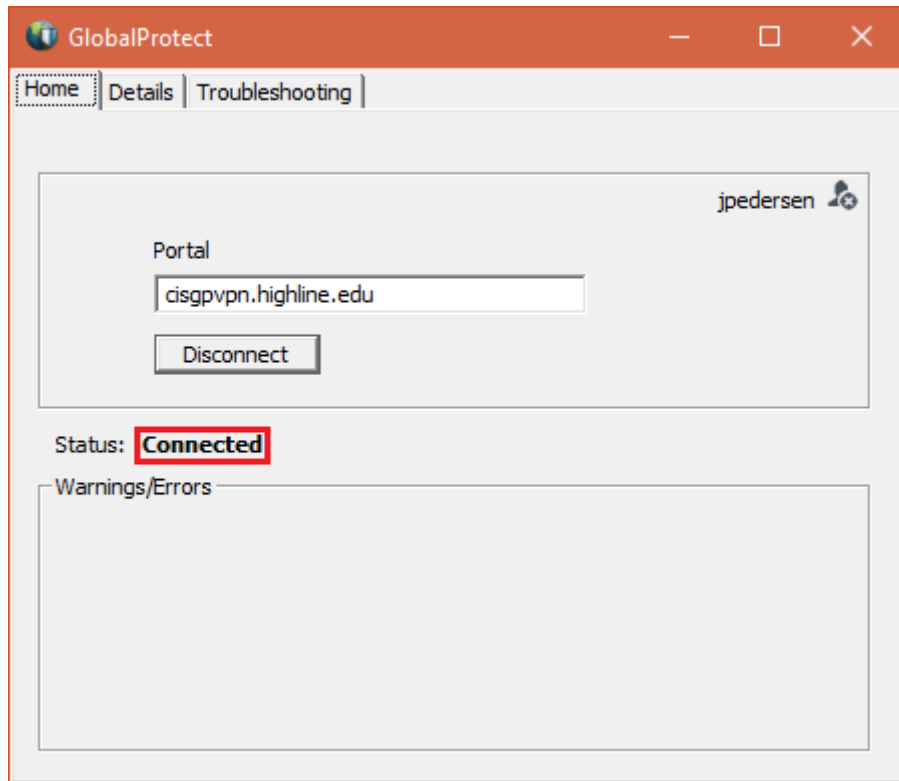 GlobalProtect
Home Details Troubleshooting
jpedersen
Portal
cisgpvpn.highline.edu
Disconnect
Status: Connected
Warnings/Errors